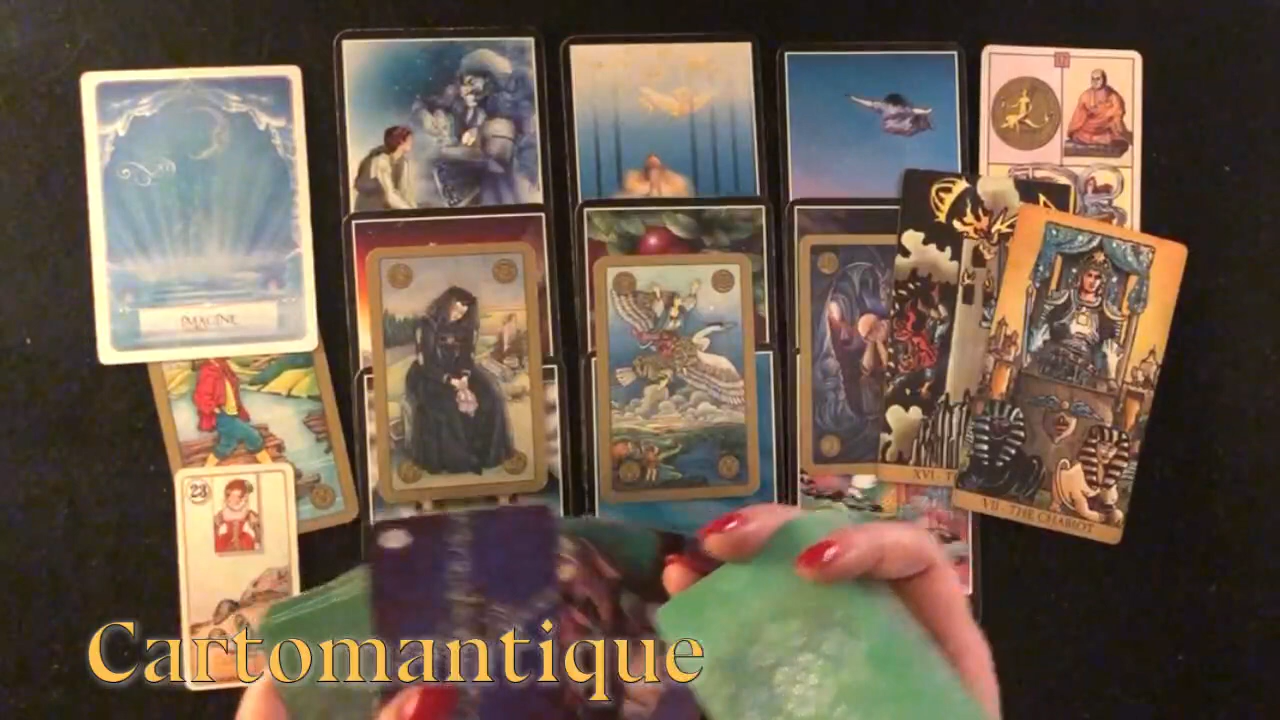 IMAGINE
23
XVI - T
VII - THE CHARIOT
Cartomantique